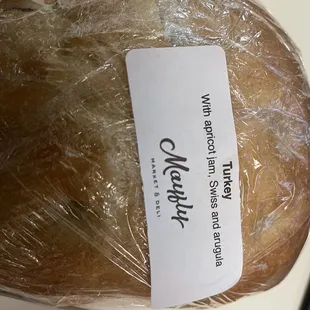 Turkey
With apricot jam, Swiss and arugula
Mayfly
MARKET & DELI